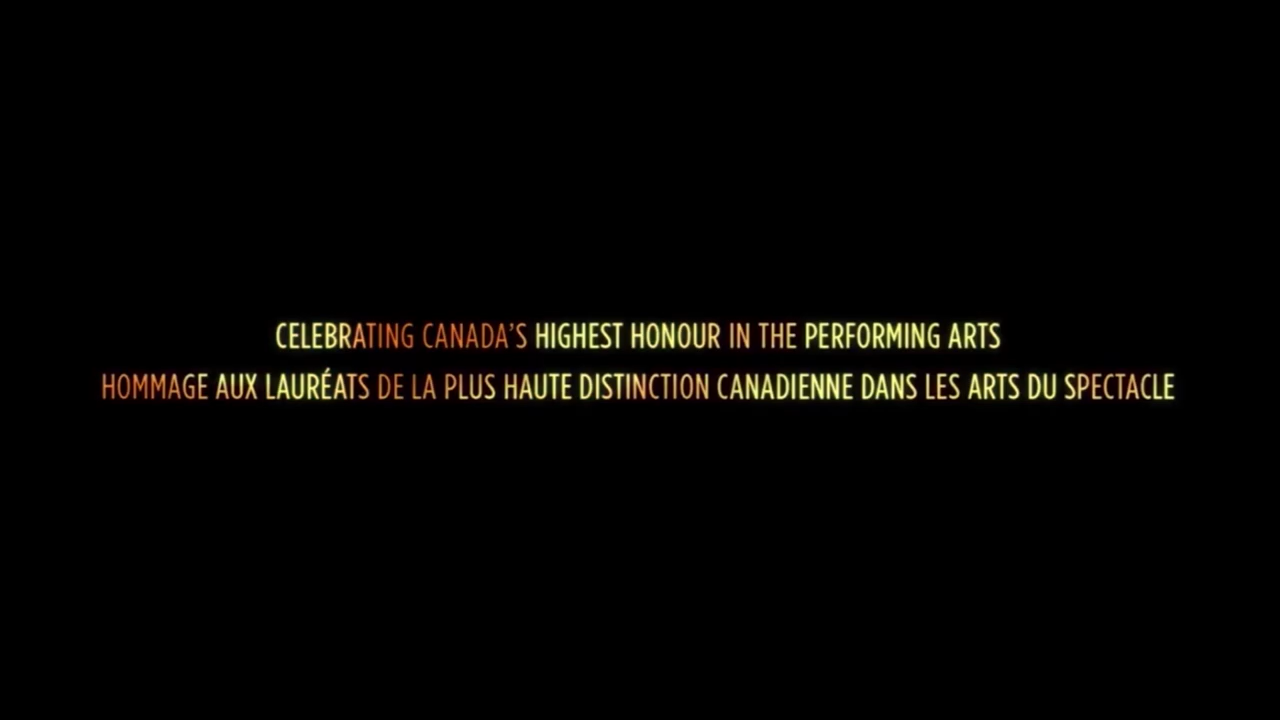 CELEBRATING CANADA'S HIGHEST HONOUR IN THE PERFORMING ARTS
HOMMAGE AUX LAURÉATS DE LA PLUS HAUTE DISTINCTION CANADIENNE DANS LES ARTS DU SPECTACLE